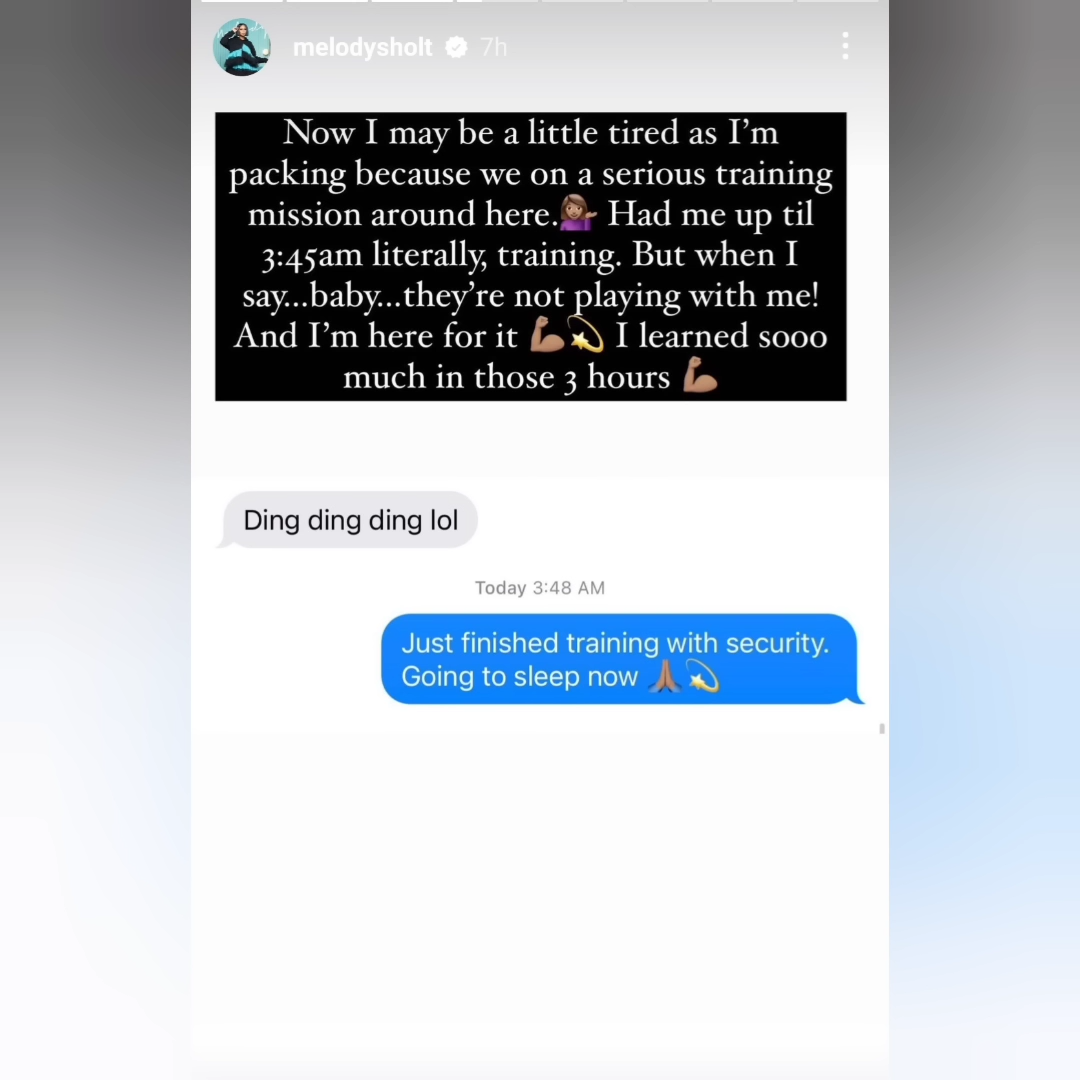 melodysholt 7h
Now I may be a little tired as I’m
packing because we on a serious training
mission around here.💁🏽‍♀️ Had me up til
3:45am literally, training. But when I
say...baby...they’re not playing with me!
And I’m here for it 💪🏽💫 I learned sooo
much in those 3 hours 💪🏽
Ding ding ding lol
Today 3:48 AM
Just finished training with security.
Going to sleep now 🙏🏽💫